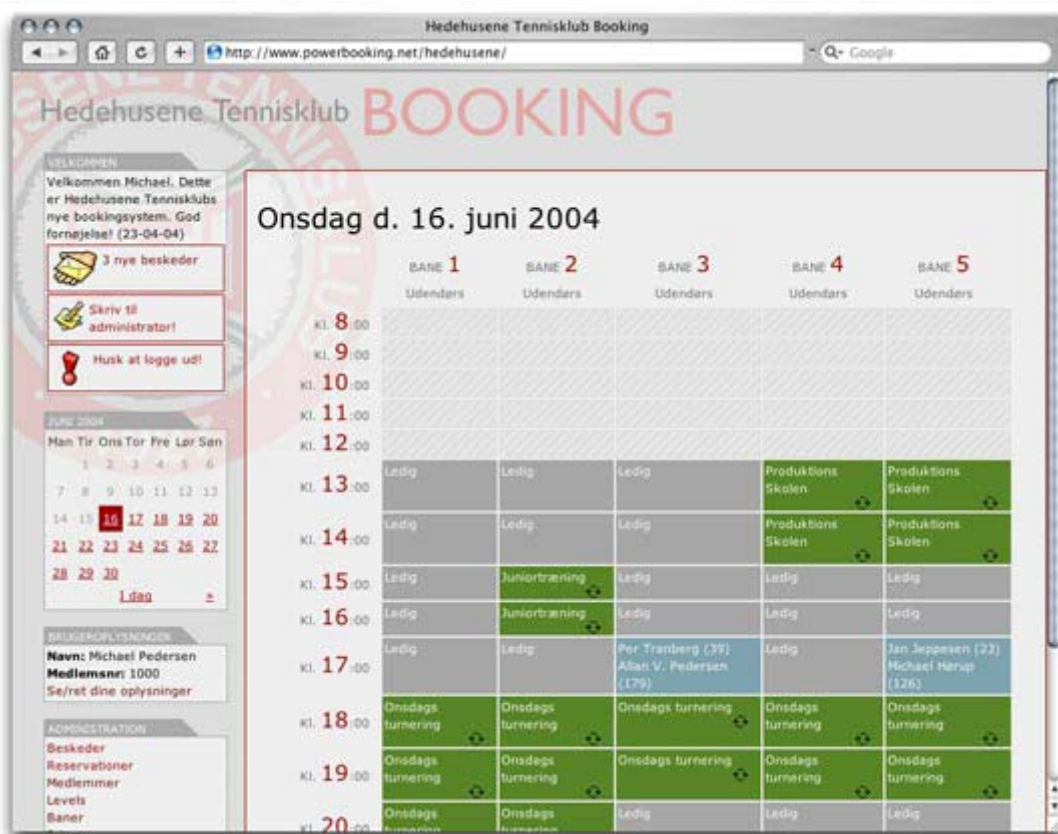 Hedehusene Tennisklub Booking
http://www.powerbooking.net/hedehusene/
Google
Hedehusene Tennisklub BOOKING
VELKOMMEN
Velkommen Michael. Dette
er Hedehusene Tennisklubs
nye bookingsystem. God
fornøjelse! (23-04-04)
3 nye beskeder
Skriv til
administrator!
Husk at logge ud!
JUNI 2004
Man Tir Ons Tor Fre Lør Søn
1 2 3 4 5 6
7 8 9 10 11 12 13
14 15 16 17 18 19 20
21 22 23 24 25 26 27
28 29 30
I dag »
BRUGEROPLYSNINGER
Navn: Michael Pedersen
Medlemsnr: 1000
Se/ret dine oplysninger
ADMINISTRATION
Beskeder
Reservationer
Medlemmer
Levels
Baner
Onsdag d. 16. juni 2004
BANE 1 BANE 2 BANE 3 BANE 4 BANE 5
Udendørs Udendørs Udendørs Udendørs Udendørs
Kl. 8:00
Kl. 9:00
Kl. 10:00
Kl. 11:00
Kl. 12:00
Kl. 13:00 Ledig Ledig Ledig Produktions Skolen Produktions Skolen
Kl. 14:00 Ledig Ledig Ledig Produktions Skolen Produktions Skolen
Kl. 15:00 Ledig Juniortræning Ledig Ledig Ledig
Kl. 16:00 Ledig Juniortræning Ledig Ledig Ledig
Kl. 17:00 Ledig Ledig Per Tranberg (39) Allan V. Pedersen (179) Ledig Jan Jeppesen (23) Michael Hørup (126)
Kl. 18:00 Onsdags turnering Onsdags turnering Onsdags turnering Onsdags turnering Onsdags turnering
Kl. 19:00 Onsdags turnering Onsdags turnering Onsdags turnering Onsdags turnering Onsdags turnering
Kl. 20:00 Onsdags turnering Onsdags turnering Ledig Ledig Ledig